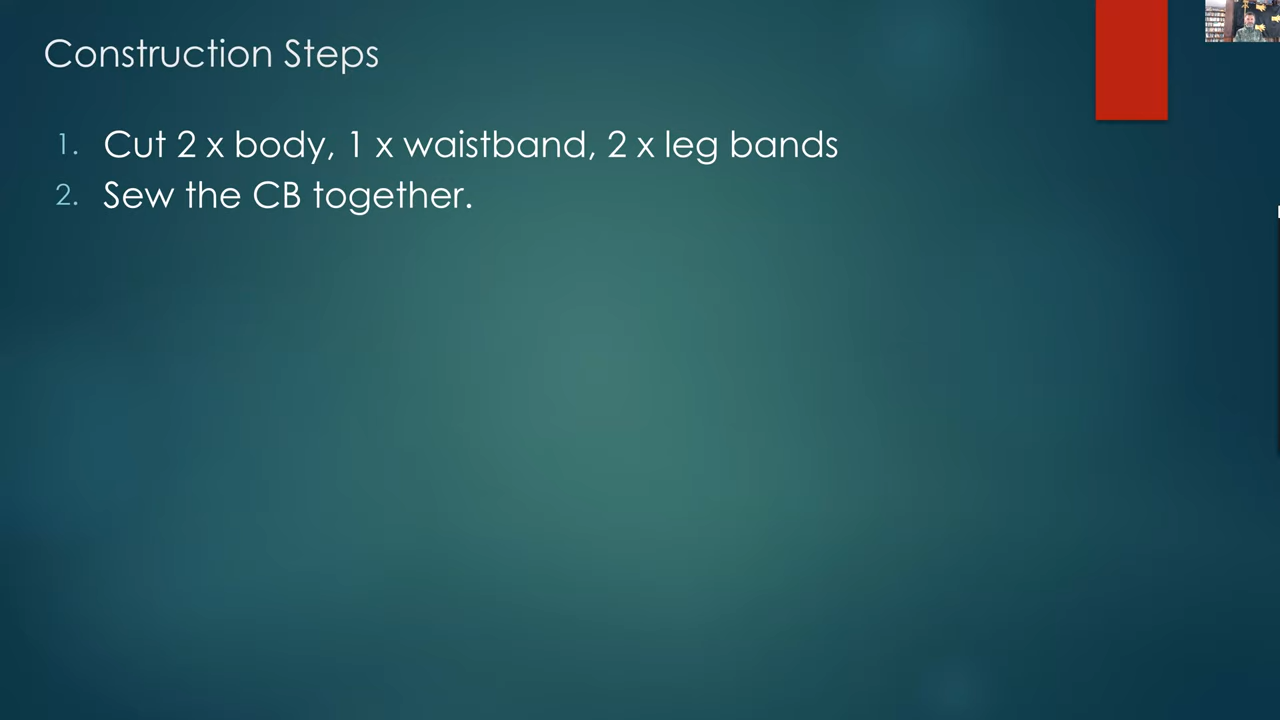 Construction Steps
1. Cut 2 x body, 1 x waistband, 2 x leg bands
2. Sew the CB together.